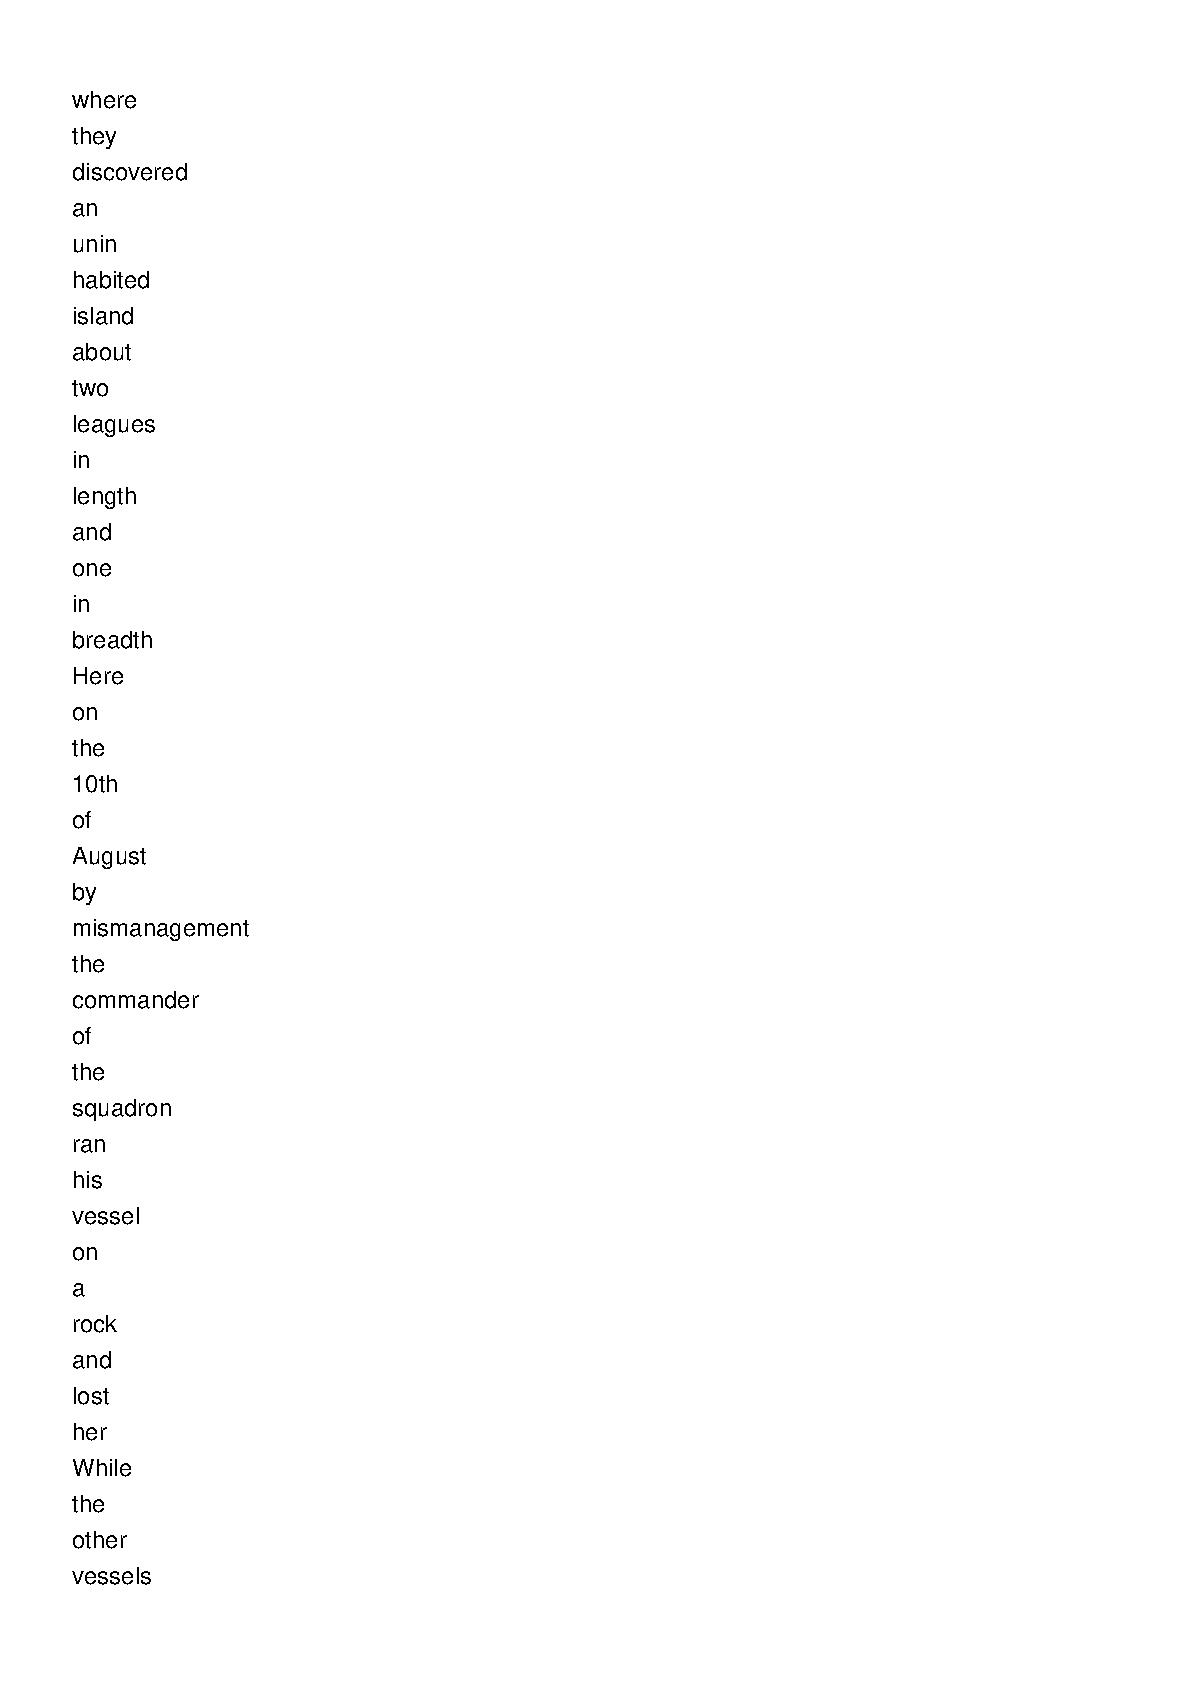 where
they
discovered
an
unin
habited
island
about
two
leagues
in
length
and
one
in
breadth
Here
on
the
10th
of
August
by
mismanagement
the
commander
of
the
squadron
ran
his
vessel
on
a
rock
and
lost
her
While
the
other
vessels